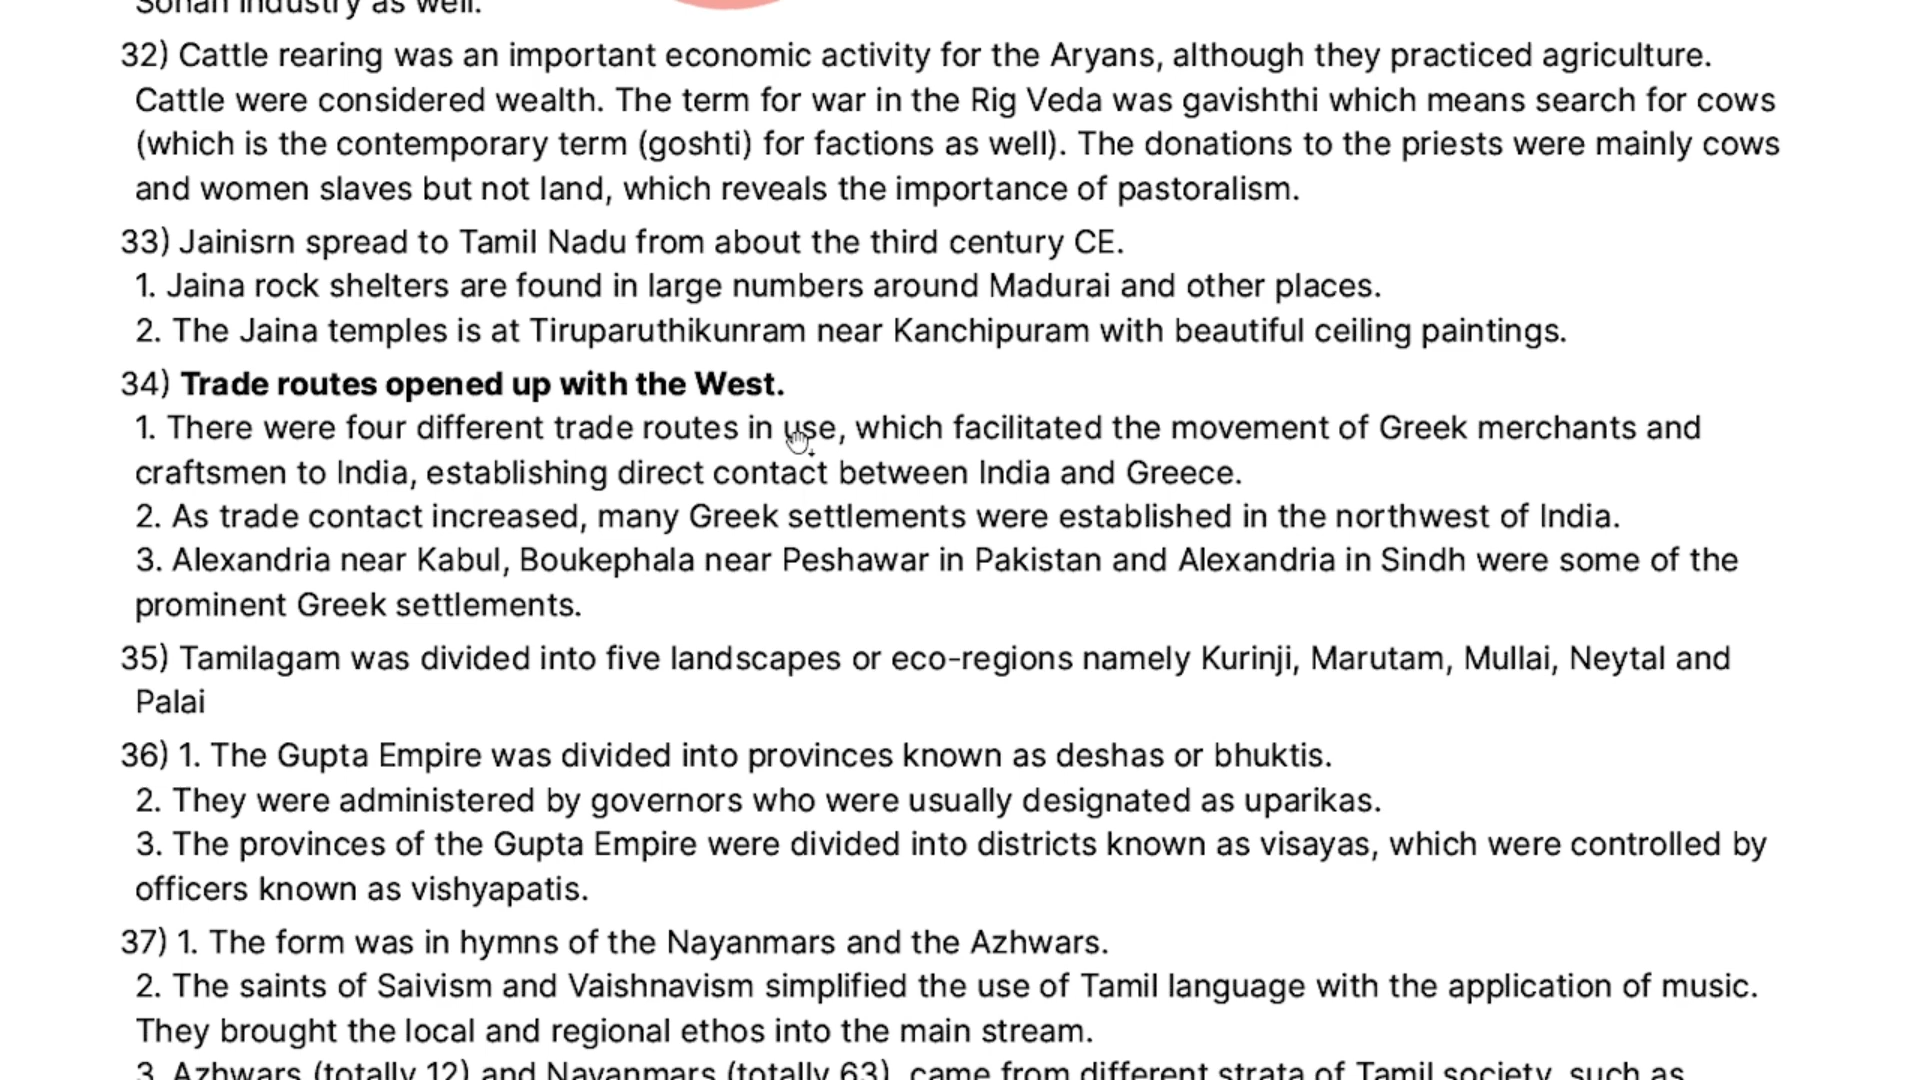 Sohan industry as well.
32) Cattle rearing was an important economic activity for the Aryans, although they practiced agriculture.
Cattle were considered wealth. The term for war in the Rig Veda was gavishthi which means search for cows
(which is the contemporary term (goshti) for factions as well). The donations to the priests were mainly cows
and women slaves but not land, which reveals the importance of pastoralism.
33) Jainisrn spread to Tamil Nadu from about the third century CE.
1. Jaina rock shelters are found in large numbers around Madurai and other places.
2. The Jaina temples is at Tiruparuthikunram near Kanchipuram with beautiful ceiling paintings.
34) Trade routes opened up with the West.
1. There were four different trade routes in use, which facilitated the movement of Greek merchants and
craftsmen to India, establishing direct contact between India and Greece.
2. As trade contact increased, many Greek settlements were established in the northwest of India.
3. Alexandria near Kabul, Boukephala near Peshawar in Pakistan and Alexandria in Sindh were some of the
prominent Greek settlements.
35) Tamilagam was divided into five landscapes or eco-regions namely Kurinji, Marutam, Mullai, Neytal and
Palai
36) 1. The Gupta Empire was divided into provinces known as deshas or bhuktis.
2. They were administered by governors who were usually designated as uparikas.
3. The provinces of the Gupta Empire were divided into districts known as visayas, which were controlled by
officers known as vishyapatis.
37) 1. The form was in hymns of the Nayanmars and the Azhwars.
2. The saints of Saivism and Vaishnavism simplified the use of Tamil language with the application of music.
They brought the local and regional ethos into the main stream.
3. Azhwars (totally 12) and Nayanmars (totally 63), came from different strata of Tamil society, such as